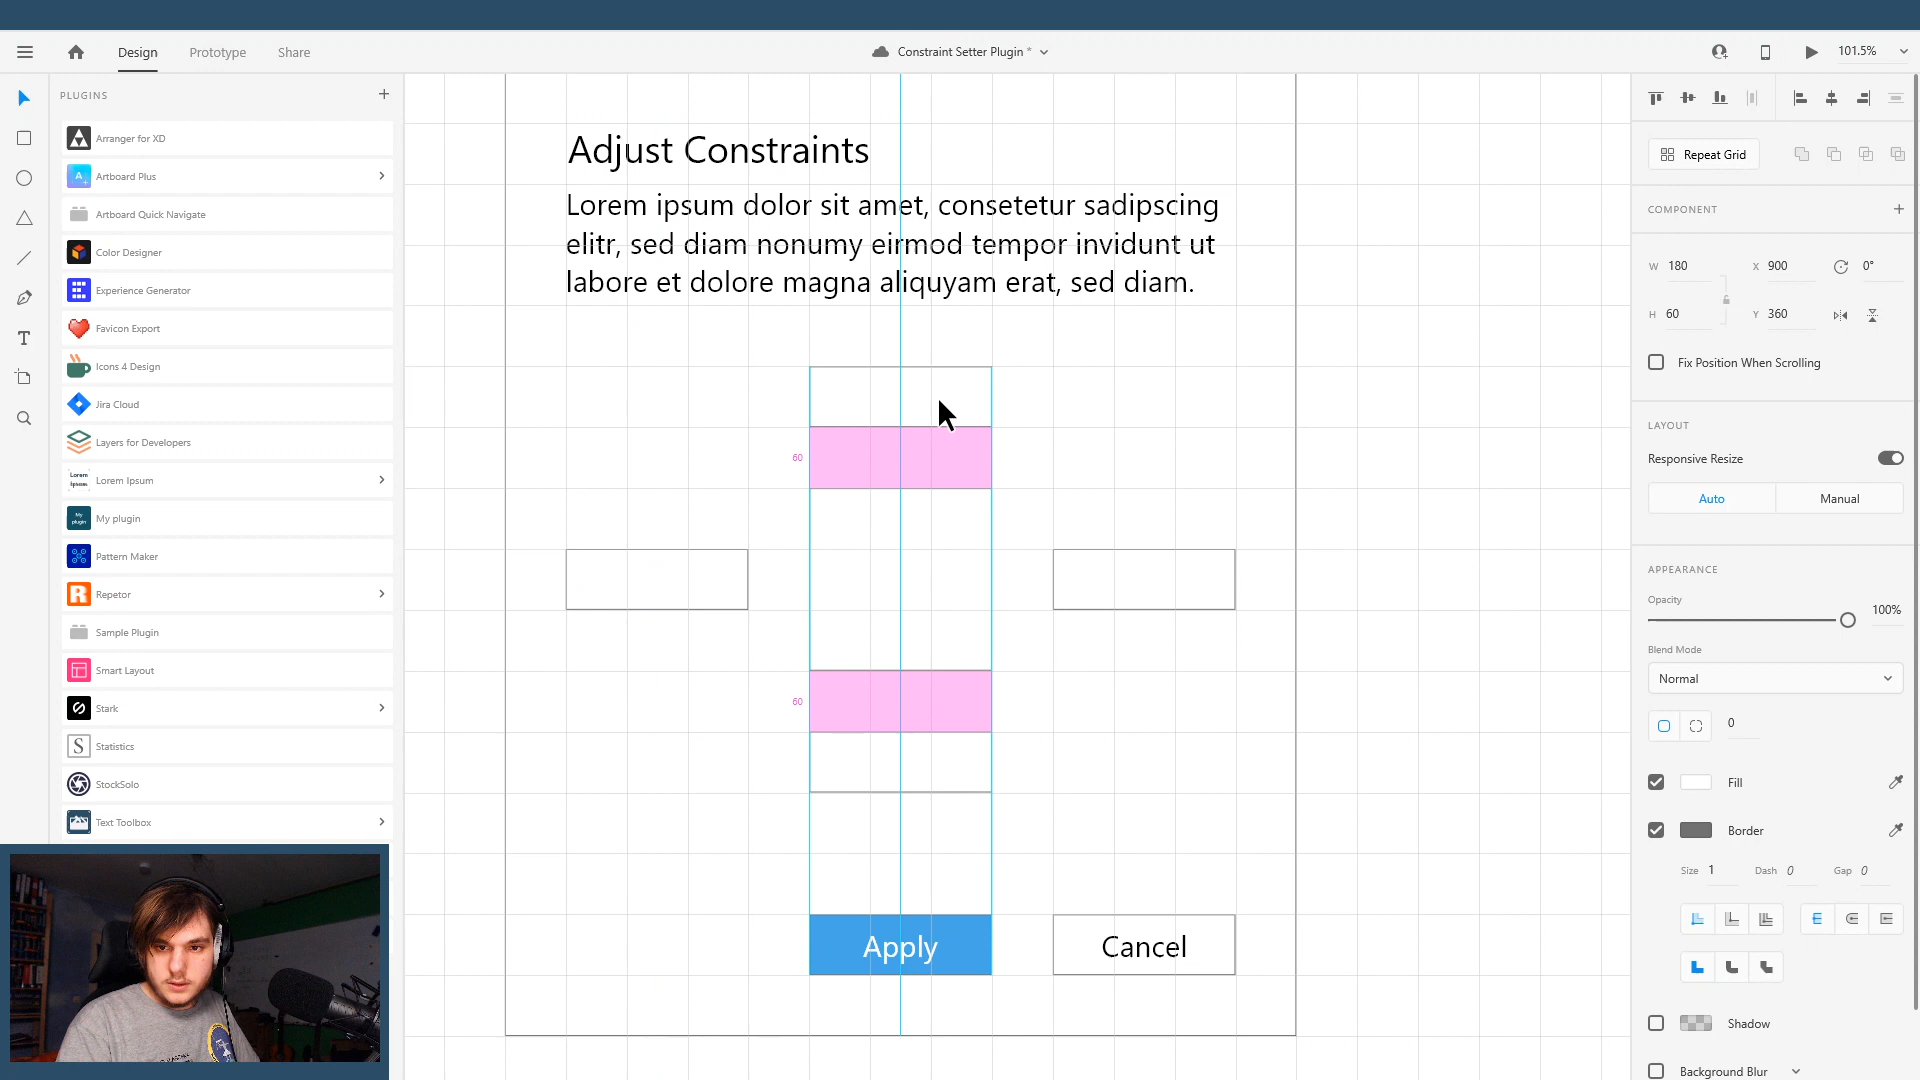 Design
Prototype
Share
Constraint Setter Plugin *
101.5%
PLUGINS
Arranger for XD
Artboard Plus
Artboard Quick Navigate
Color Designer
Experience Generator
Favicon Export
Icons 4 Design
Jira Cloud
Layers for Developers
Lorem Ipsum
My plugin
Pattern Maker
Repetor
Sample Plugin
Smart Layout
Stark
Statistics
StockSolo
Text Toolbox
Adjust Constraints
Lorem ipsum dolor sit amet, consetetur sadipscing
elitr, sed diam nonumy eirmod tempor invidunt ut
labore et dolore magna aliquyam erat, sed diam.
60
60
Apply
Cancel
Repeat Grid
COMPONENT
W 180
X 900
0°
H 60
Y 360
Fix Position When Scrolling
LAYOUT
Responsive Resize
Auto
Manual
APPEARANCE
Opacity
100%
Blend Mode
Normal
0
Fill
Border
Size 1
Dash 0
Gap 0
Shadow
Background Blur